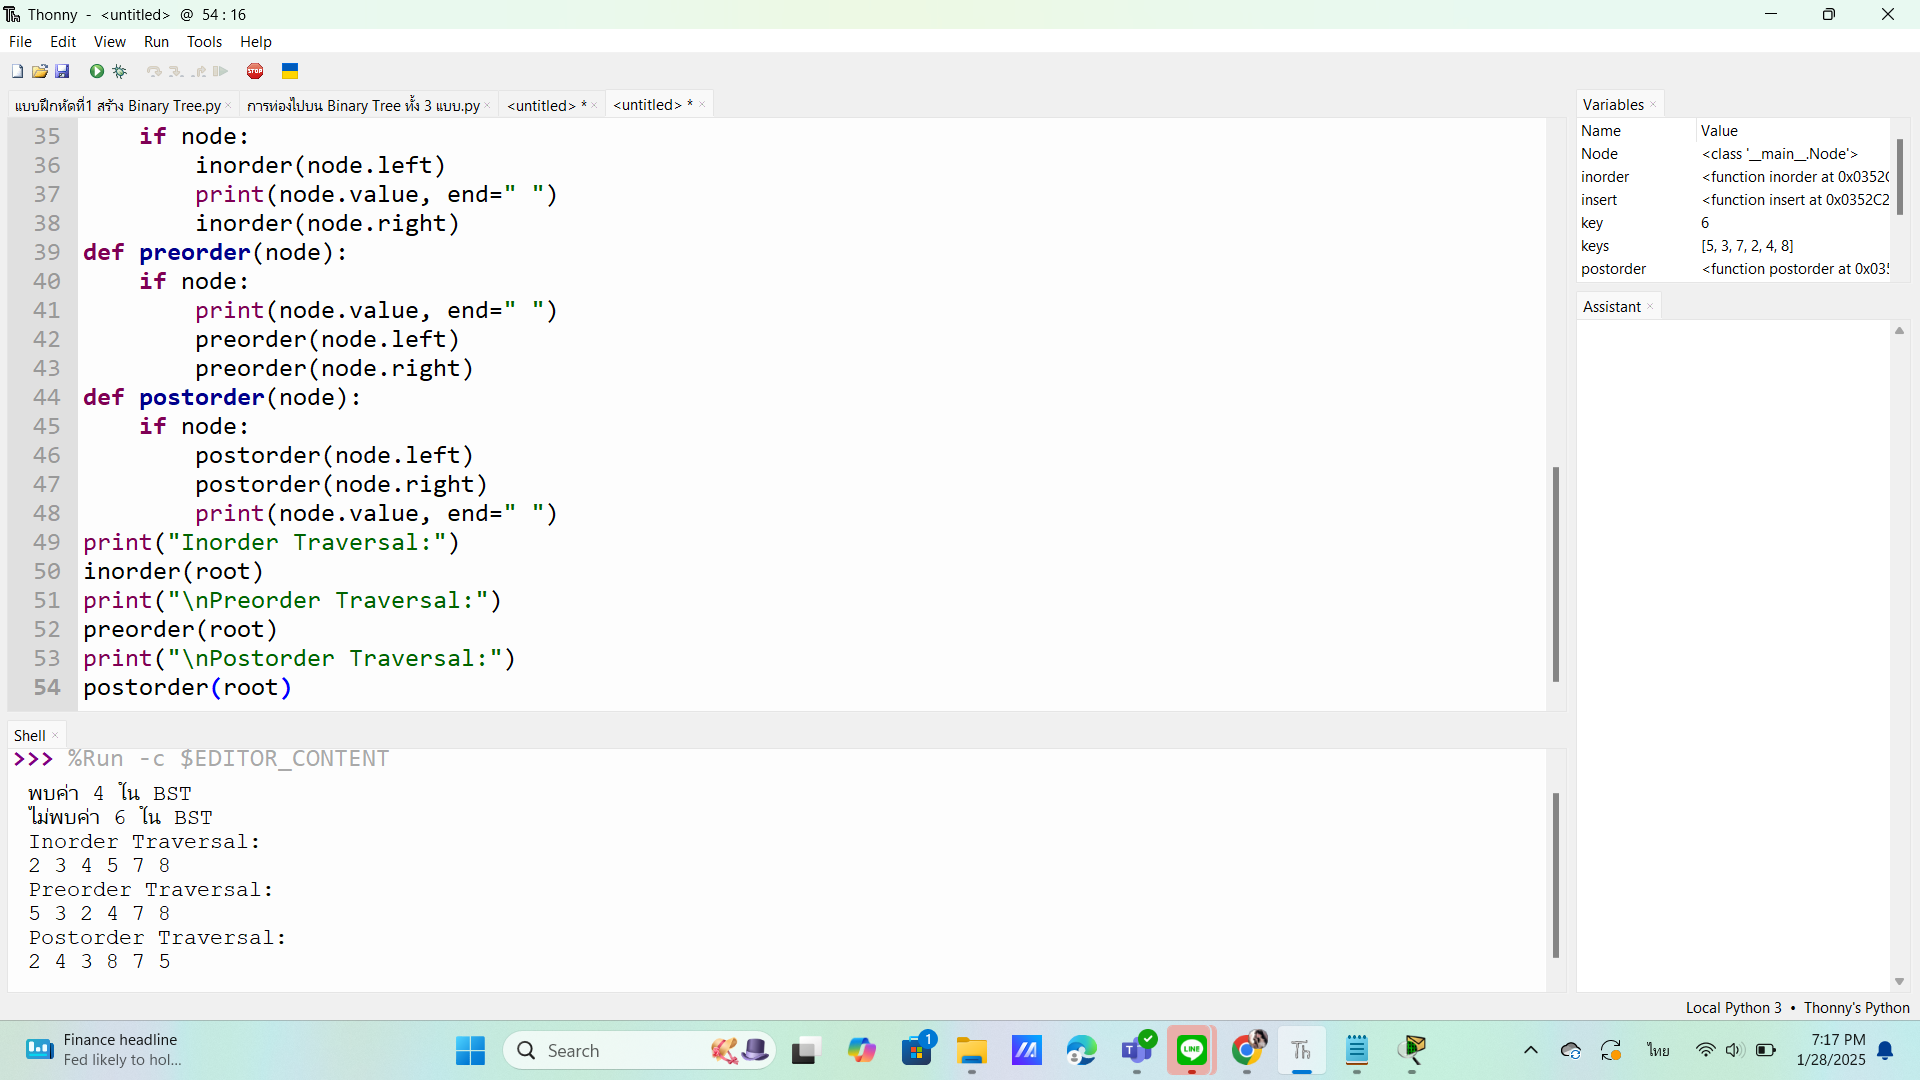 Thonny - <untitled> @ 54 : 16
File Edit View Run Tools Help
แบบฝึกหัดที่1 สร้าง Binary Tree.py × การท่องไปบน Binary Tree ทั้ง 3 แบบ.py × <untitled> * × <untitled> * ×
35     if node:
36         inorder(node.left)
37         print(node.value, end=" ")
38         inorder(node.right)
39 def preorder(node):
40     if node:
41         print(node.value, end=" ")
42         preorder(node.left)
43         preorder(node.right)
44 def postorder(node):
45     if node:
46         postorder(node.left)
47         postorder(node.right)
48         print(node.value, end=" ")
49 print("Inorder Traversal:")
50 inorder(root)
51 print("\nPreorder Traversal:")
52 preorder(root)
53 print("\nPostorder Traversal:")
54 postorder(root)
Shell ×
>>> %Run -c $EDITOR_CONTENT
พบค่า 4 ใน BST
ไม่พบค่า 6 ใน BST
Inorder Traversal:
2 3 4 5 7 8
Preorder Traversal:
5 3 2 4 7 8
Postorder Traversal:
2 4 3 8 7 5
Variables ×
Name Value
Node <class '__main__.Node'>
inorder <function inorder at 0x0352C
insert <function insert at 0x0352C2
key 6
keys [5, 3, 7, 2, 4, 8]
postorder <function postorder at 0x035
Assistant ×
Local Python 3 • Thonny's Python
Finance headline
Fed likely to hol...
Search
1
LINE
Th
ไทย
7:17 PM
1/28/2025